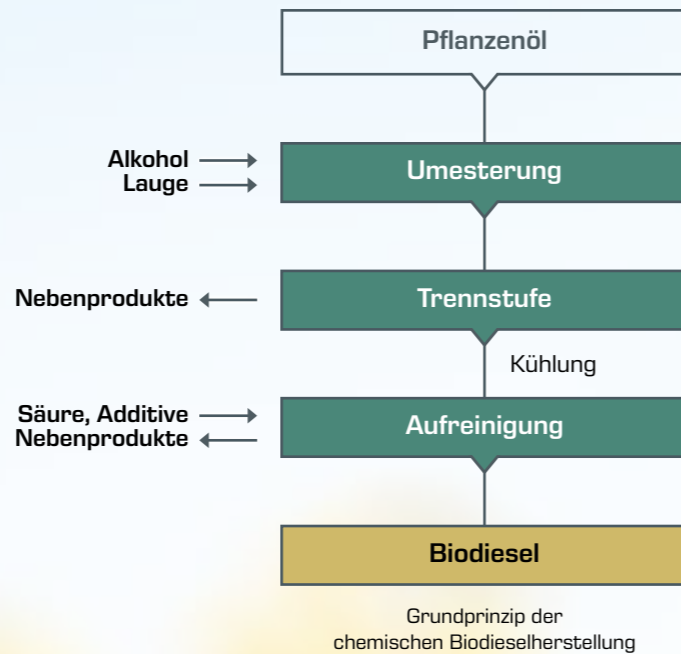 Pflanzenöl
Alkohol
Lauge
Umesterung
Nebenprodukte
Trennstufe
Kühlung
Säure, Additive
Nebenprodukte
Aufreinigung
Biodiesel
Grundprinzip der
chemischen Biodieselherstellung